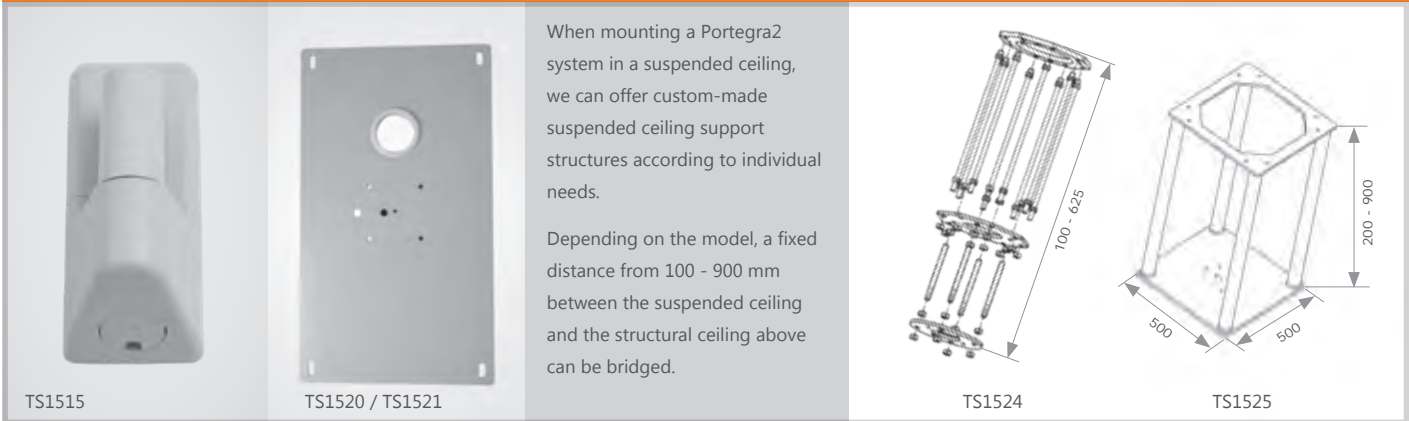 TS1515
TS1520 / TS1521
When mounting a Portegra2
system in a suspended ceiling,
we can offer custom-made
suspended ceiling support
structures according to individual
needs.
Depending on the model, a fixed
distance from 100 - 900 mm
between the suspended ceiling
and the structural ceiling above
can be bridged.
100 - 625
TS1524
200 - 900
500
500
TS1525